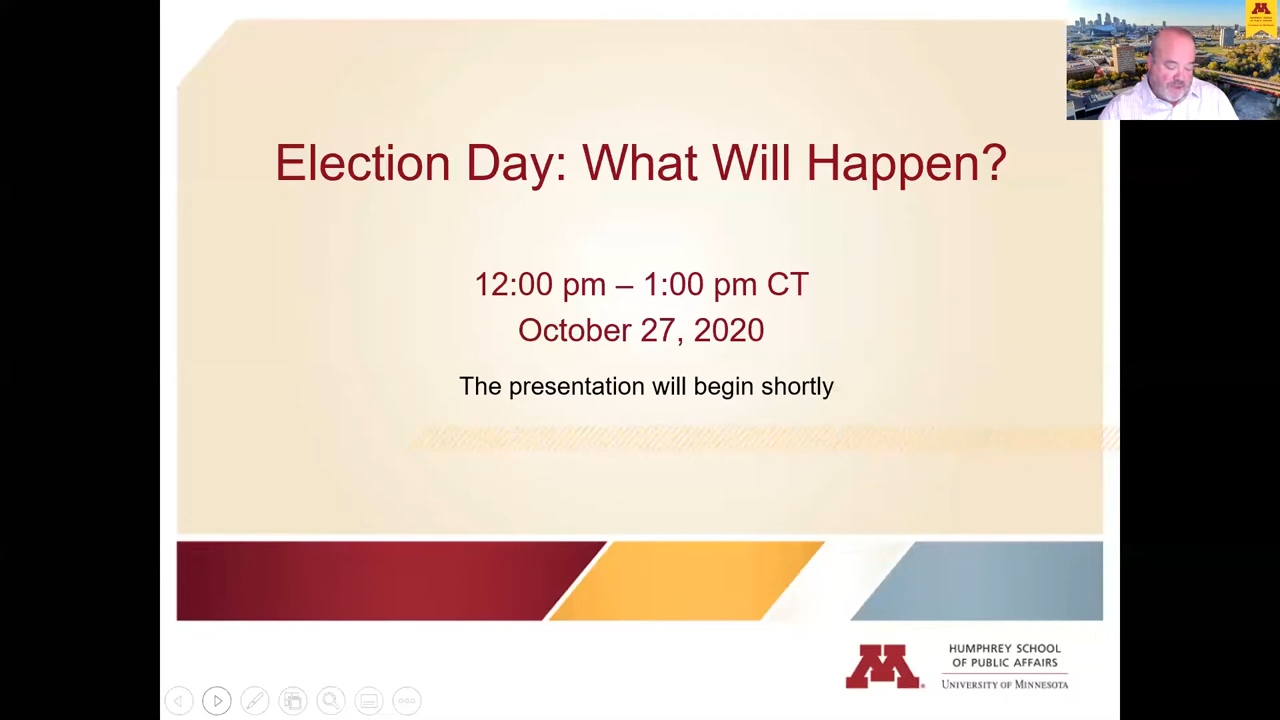 Election Day: What Will Happen?
12:00 pm – 1:00 pm CT
October 27, 2020
The presentation will begin shortly
HUMPHREY SCHOOL
OF PUBLIC AFFAIRS
UNIVERSITY OF MINNESOTA